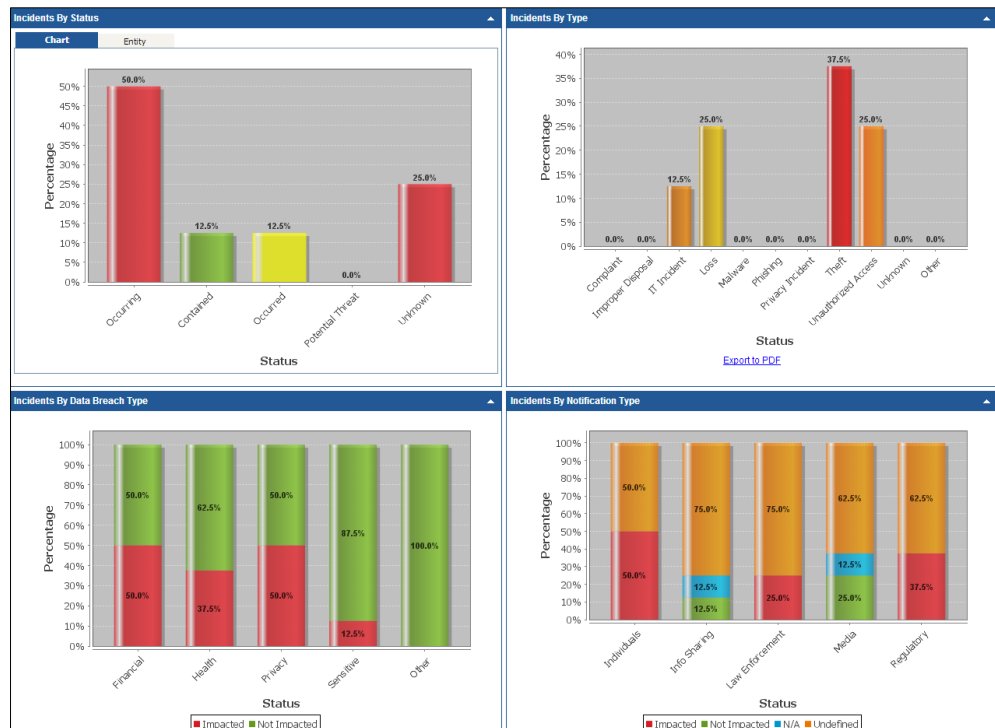 Incidents By Status
Chart
Entity
Percentage
50%
45%
40%
35%
30%
25%
20%
15%
10%
5%
0%
50.0%
12.5%
12.5%
0.0%
25.0%
Occurring
Contained
Occurred
Potential Threat
Unknown
Status
Incidents By Type
Percentage
40%
35%
30%
25%
20%
15%
10%
5%
0%
0.0%
0.0%
12.5%
25.0%
0.0%
0.0%
0.0%
37.5%
25.0%
0.0%
0.0%
Complaint
Improper Disposal
IT Incident
Loss
Malware
Phishing
Privacy Incident
Theft
Unauthorized Access
Unknown
Other
Status
Export to PDF
Incidents By Data Breach Type
Percentage
100%
90%
80%
70%
60%
50%
40%
30%
20%
10%
0%
50.0%
62.5%
50.0%
87.5%
100.0%
50.0%
37.5%
50.0%
12.5%
Financial
Health
Privacy
Sensitive
Other
Status
Impacted Not Impacted
Incidents By Notification Type
Percentage
100%
90%
80%
70%
60%
50%
40%
30%
20%
10%
0%
50.0%
75.0%
75.0%
62.5%
62.5%
50.0%
12.5%
12.5%
25.0%
12.5%
25.0%
37.5%
Individuals
Info Sharing
Law Enforcement
Media
Regulatory
Status
Impacted Not Impacted N/A Undefined